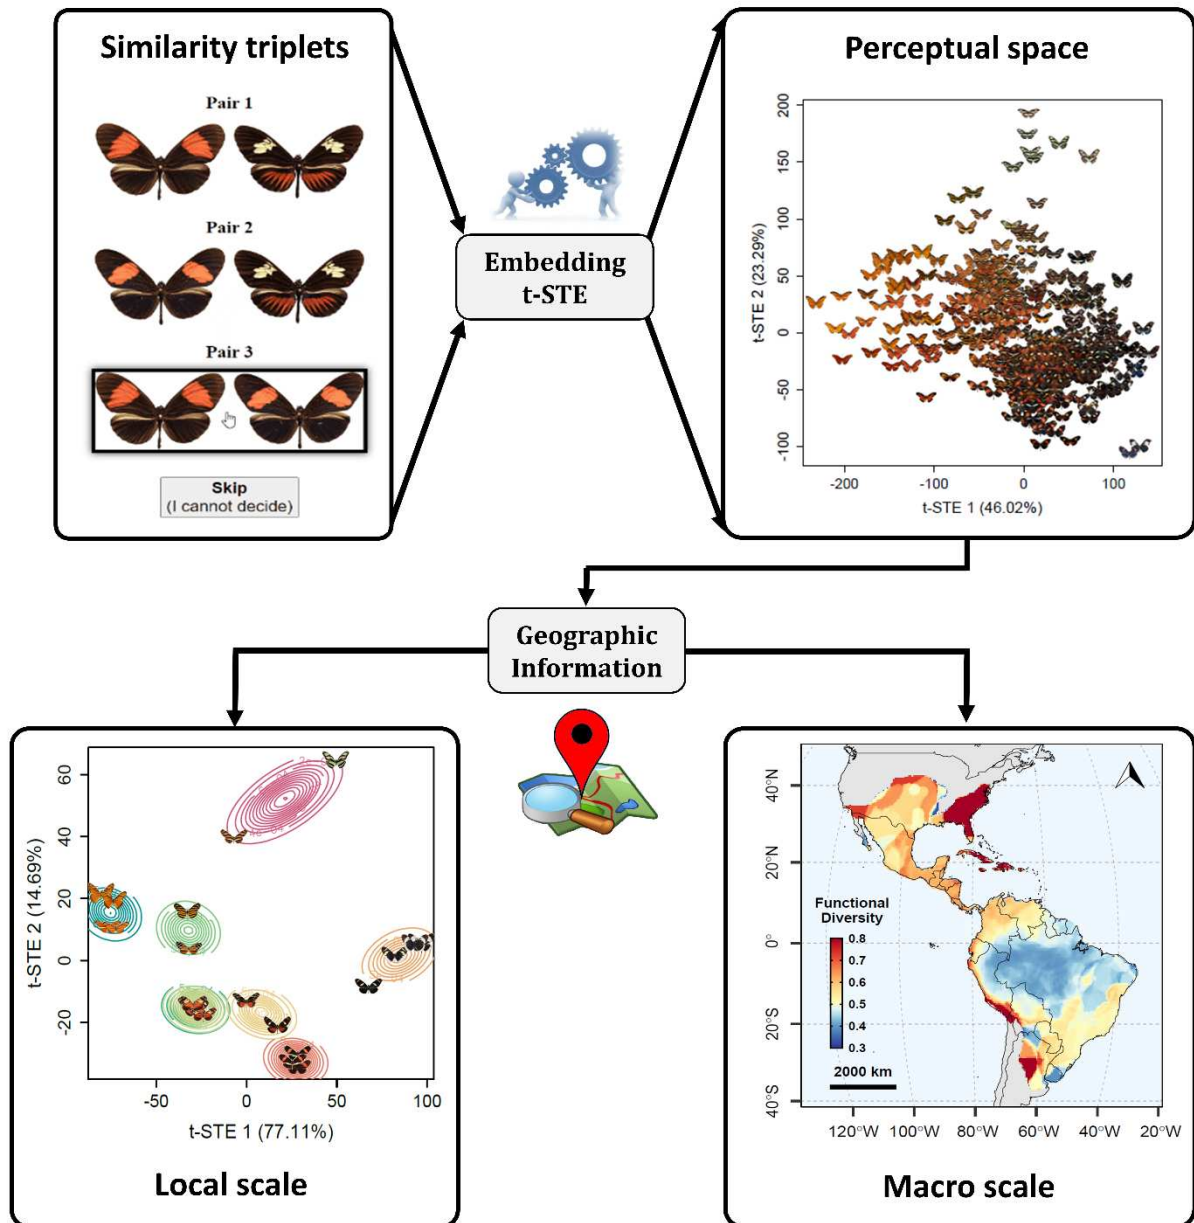 Similarity triplets
Pair 1
Pair 2
Pair 3
Skip
(I cannot decide)
Embedding
t-STE
Perceptual space
200
150
100
50
0
-50
-100
t-STE 2 (23.29%)
-200
-100
0
100
t-STE 1 (46.02%)
Geographic
Information
60
40
20
0
-20
t-STE 2 (14.69%)
-50
0
50
100
t-STE 1 (77.11%)
Local scale
40°N
20°N
0°
20°S
40°S
Functional
Diversity
0.8
0.7
0.6
0.5
0.4
0.3
2000 km
120°W
100°W
80°W
60°W
40°W
20°W
Macro scale